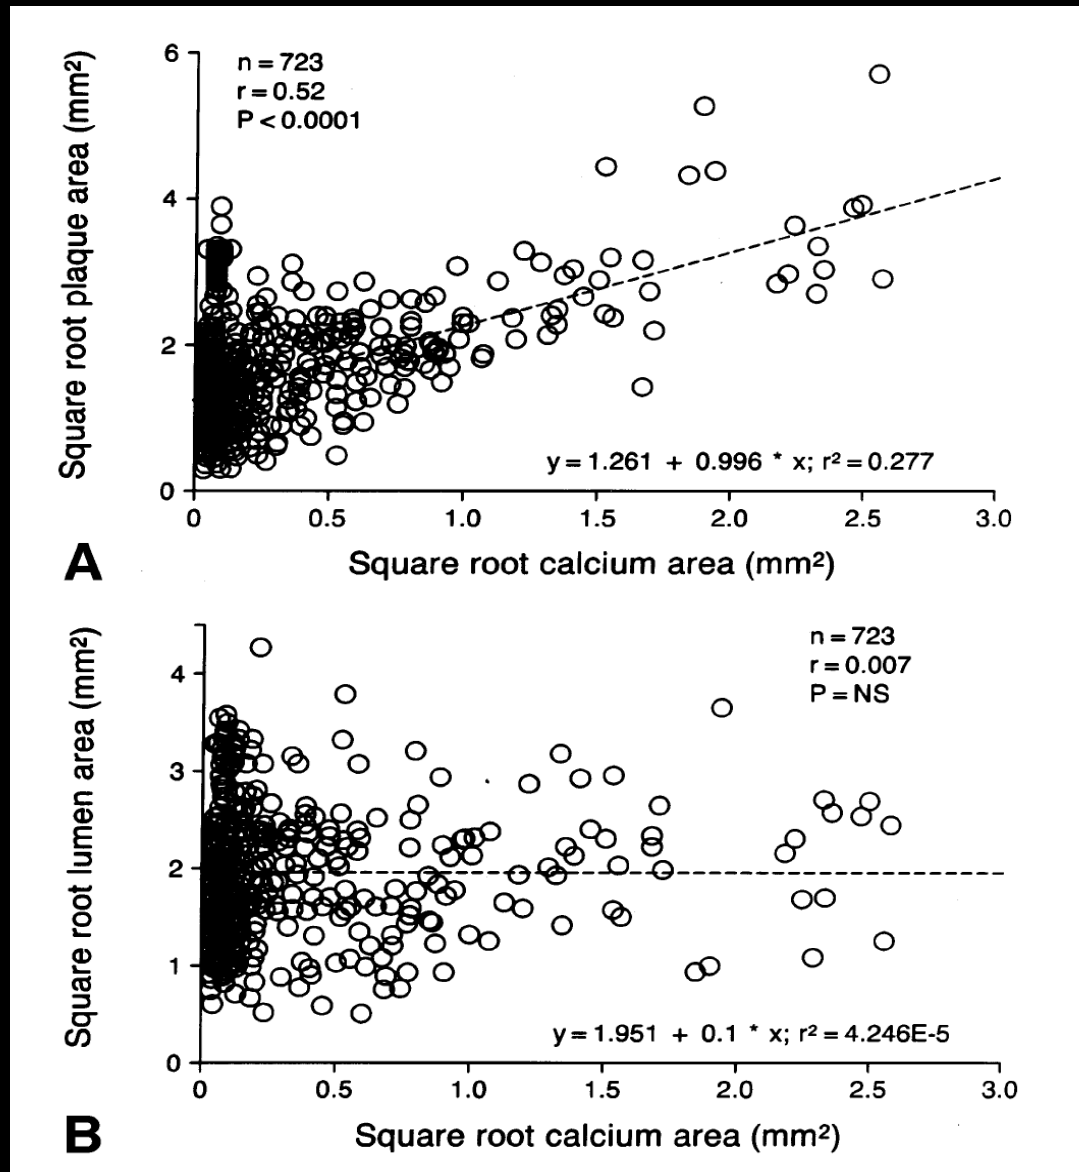 Square root plaque area (mm²)
6
4
2
0
n = 723
r = 0.52
P < 0.0001
y = 1.261 + 0.996 * x; r² = 0.277
0 0.5 1.0 1.5 2.0 2.5 3.0
A
Square root calcium area (mm²)
Square root lumen area (mm²)
4
3
2
1
0
n = 723
r = 0.007
P = NS
y = 1.951 + 0.1 * x; r² = 4.246E-5
0 0.5 1.0 1.5 2.0 2.5 3.0
B
Square root calcium area (mm²)